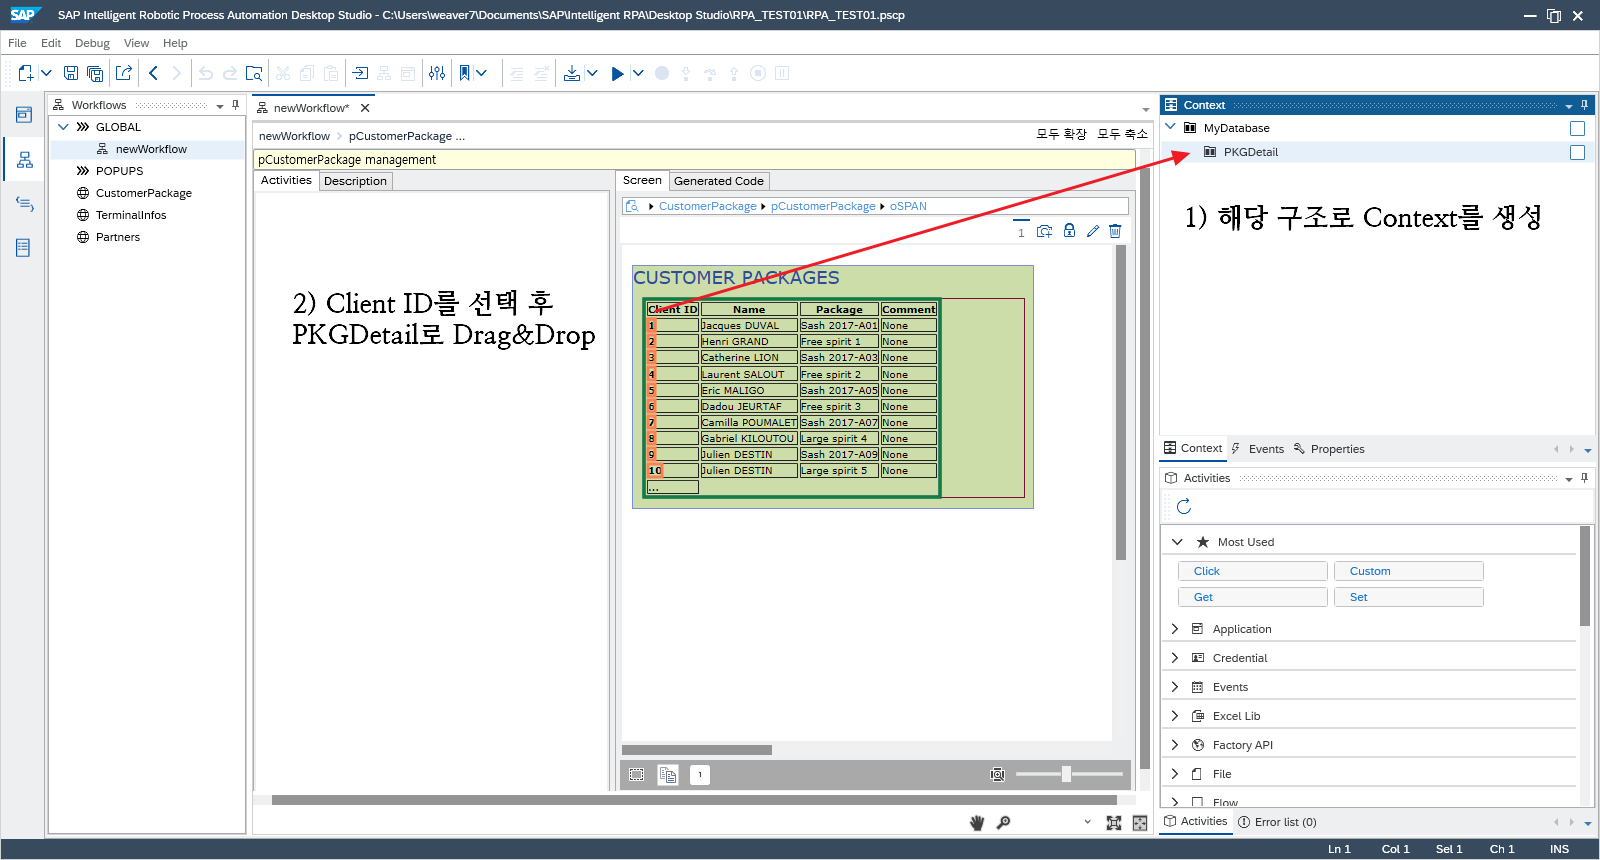 SAP SAP Intelligent Robotic Process Automation Desktop Studio - C:\Users\weaver7\Documents\SAP\Intelligent RPA\Desktop Studio\RPA_TEST01\RPA_TEST01.pscp
File Edit Debug View Help
Workflows
GLOBAL
newWorkflow
POPUPS
CustomerPackage
TerminalInfos
Partners
newWorkflow*
newWorkflow > pCustomerPackage ...
모두 확장 모두 축소
pCustomerPackage management
Activities Description
2) Client ID를 선택 후
PKGDetail로 Drag&Drop
Screen Generated Code
CustomerPackage pCustomerPackage oSPAN
1
CUSTOMER PACKAGES
Client ID Name Package Comment
1 Jacques DUVAL Sash 2017-A01 None
2 Henri GRAND Free spirit 1 None
3 Catherine LION Sash 2017-A03 None
4 Laurent SALOUT Free spirit 2 None
5 Eric MALIGO Sash 2017-A05 None
6 Dadou JEURTAF Free spirit 3 None
7 Camilla POUMALET Sash 2017-A07 None
8 Gabriel KILOUTOU Large spirit 4 None
9 Julien DESTIN Sash 2017-A09 None
10 Julien DESTIN Large spirit 5 None
...
1
Context
MyDatabase
PKGDetail
1) 해당 구조로 Context를 생성
Context Events Properties
Activities
Most Used
Click Custom
Get Set
Application
Credential
Events
Excel Lib
Factory API
File
Flow
Activities Error list (0)
Ln 1 Col 1 Sel 1 Ch 1 INS